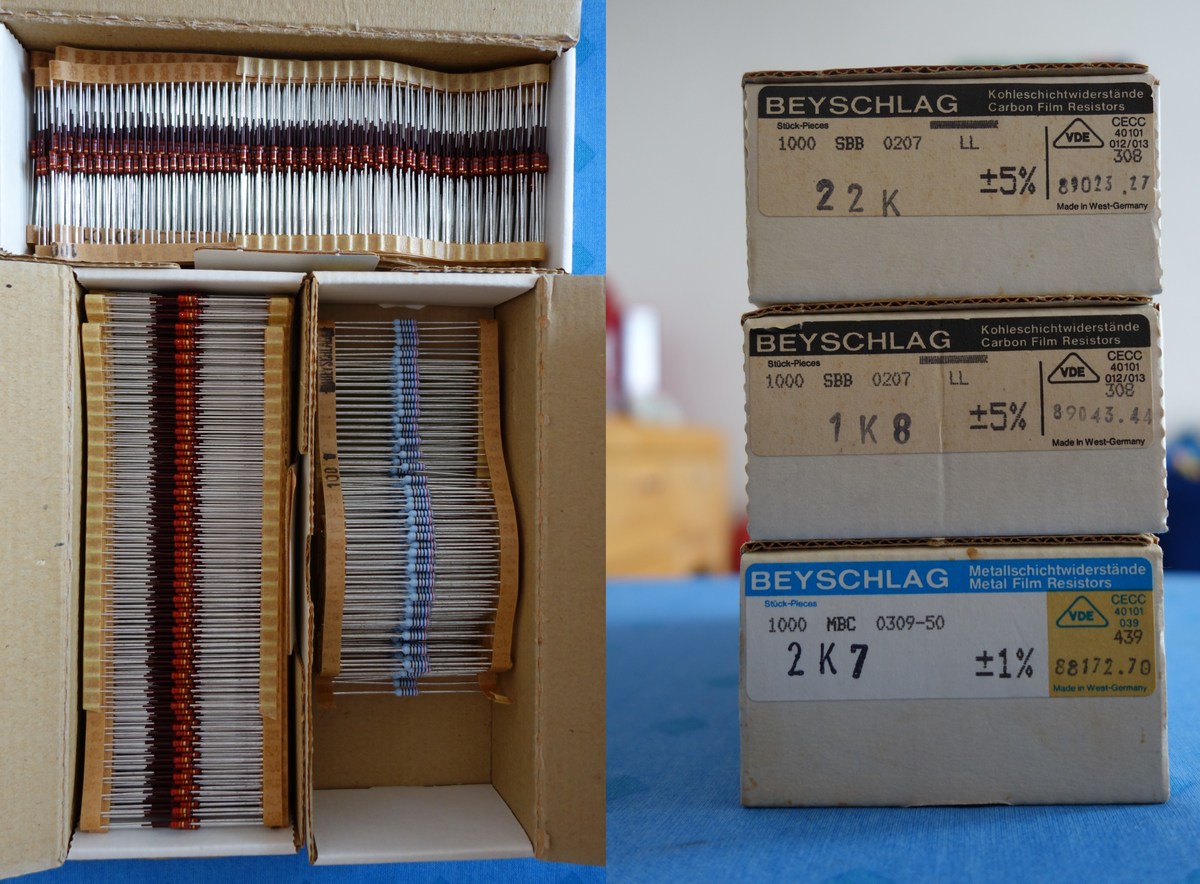 1001
BEYSCHLAG
Kohleschichtwiderstände
Carbon Film Resistors
Stück-Pieces
1000 SBB 0207 LL
22K
±5%
VDE
CECC
40101
012/013
308
89023.27
Made in West-Germany
BEYSCHLAG
Kohleschichtwiderstände
Carbon Film Resistors
Stück-Pieces
1000 SBB 0207 LL
1K8
±5%
VDE
CECC
40101
012/013
308
89043.44
Made in West-Germany
BEYSCHLAG
Metallschichtwiderstände
Metal Film Resistors
Stück-Pieces
1000 MBC 0309-50
2K7
±1%
VDE
CECC
40101
039
439
88172.70
Made in West-Germany